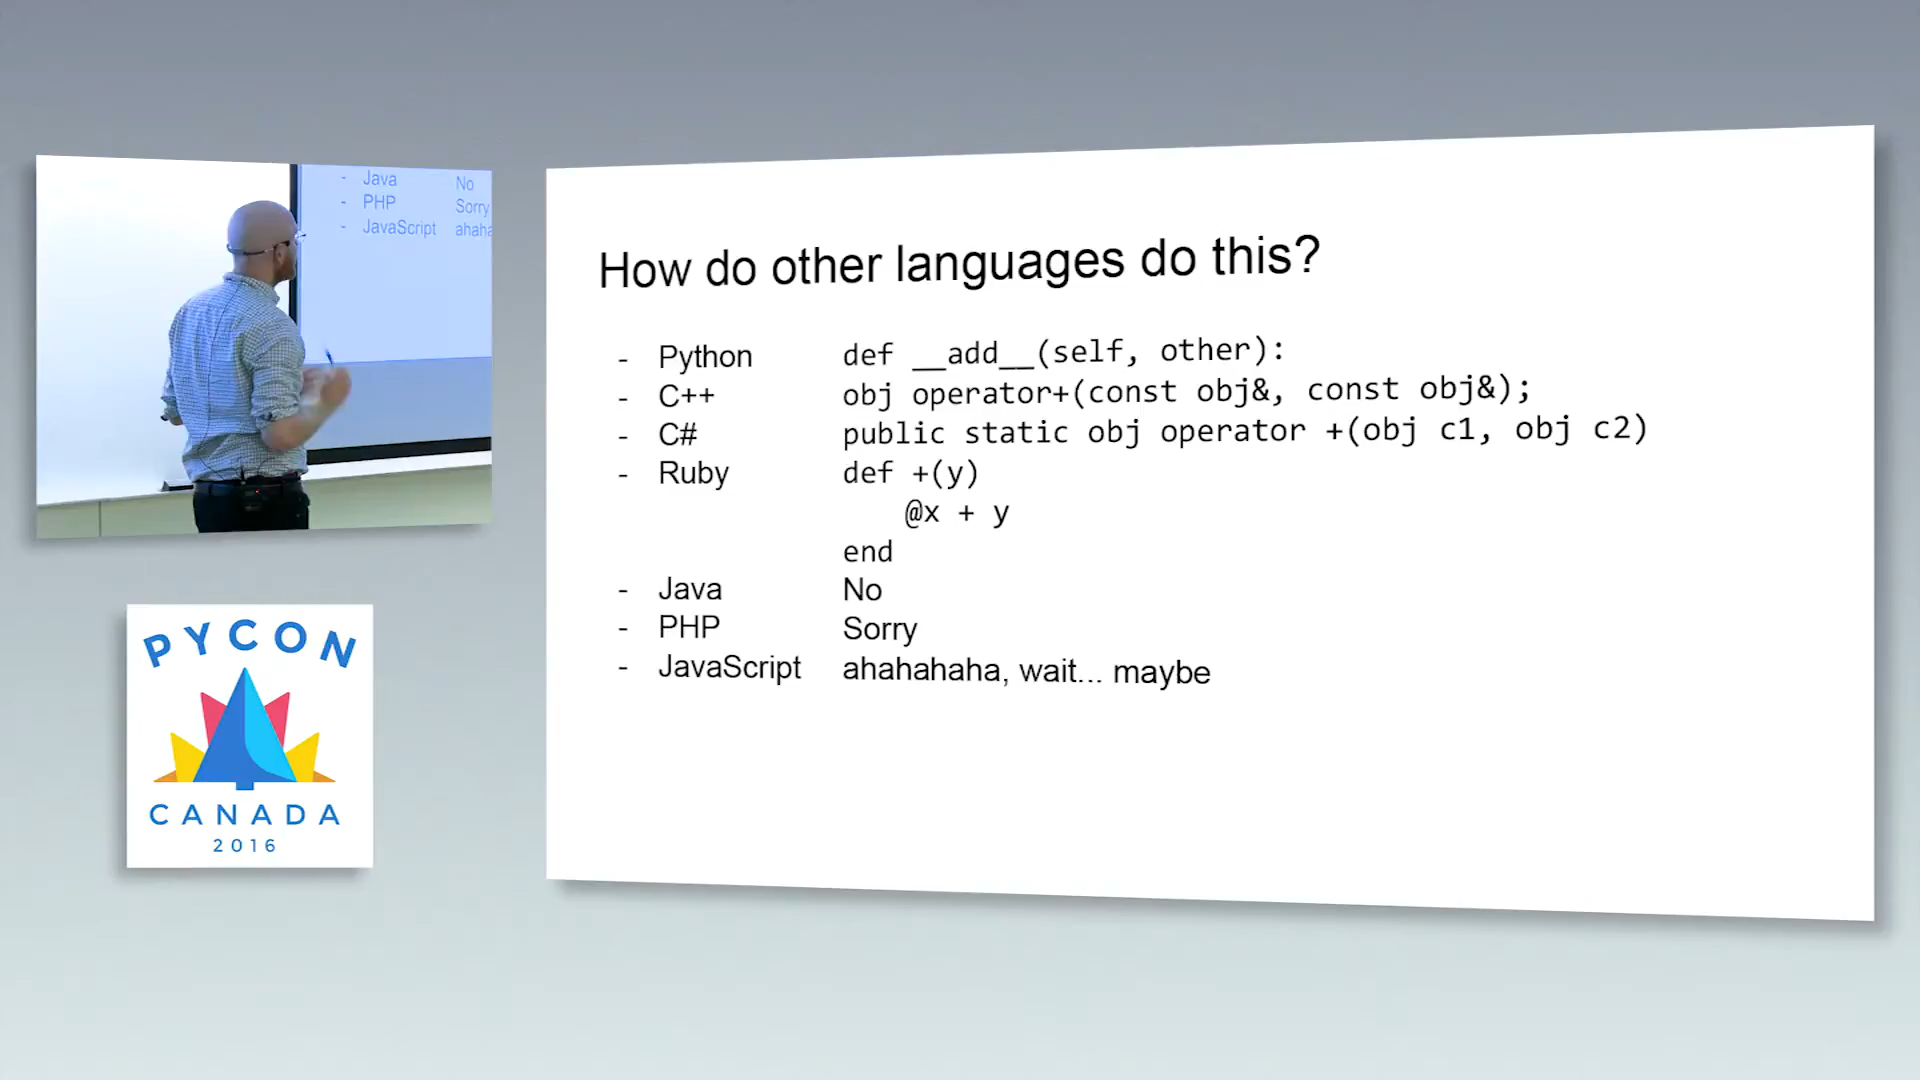 - Java No
- PHP Sorry
- JavaScript ahaha
PYCON
CANADA
2016
How do other languages do this?
- Python def __add__(self, other):
- C++ obj operator+(const obj&, const obj&);
- C# public static obj operator +(obj c1, obj c2)
- Ruby def +(y)
@x + y
end
- Java No
- PHP Sorry
- JavaScript ahahahaha, wait... maybe